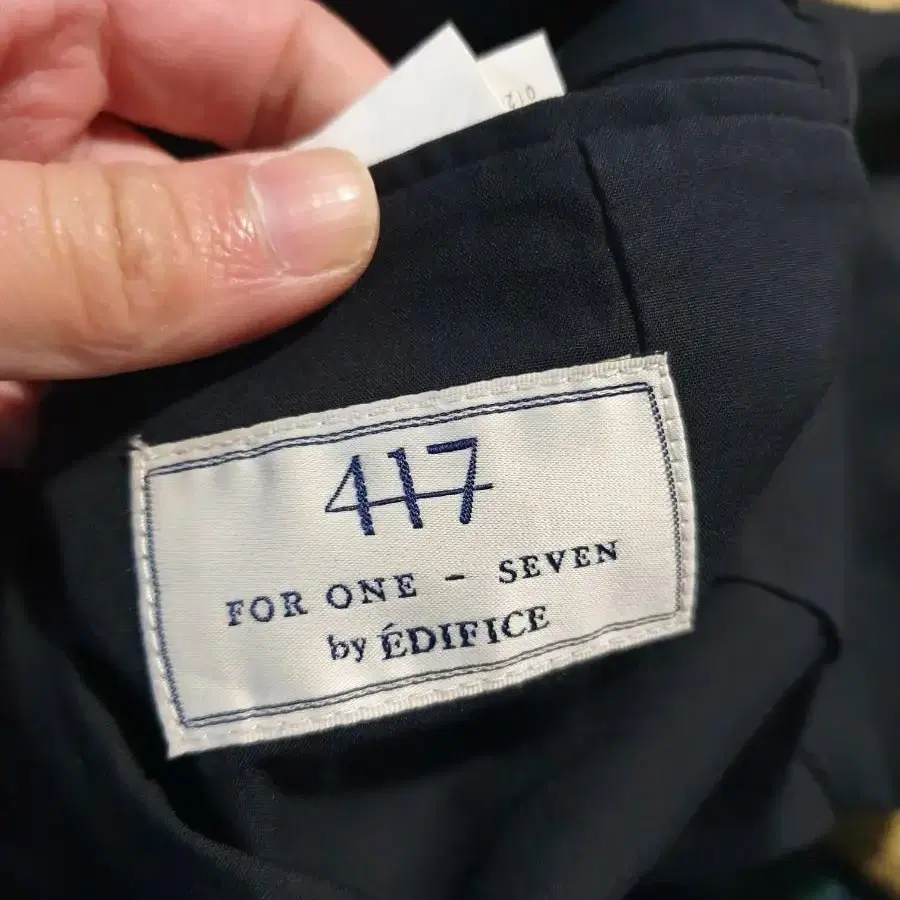 417
FOR ONE - SEVEN
by ÉDIFICE